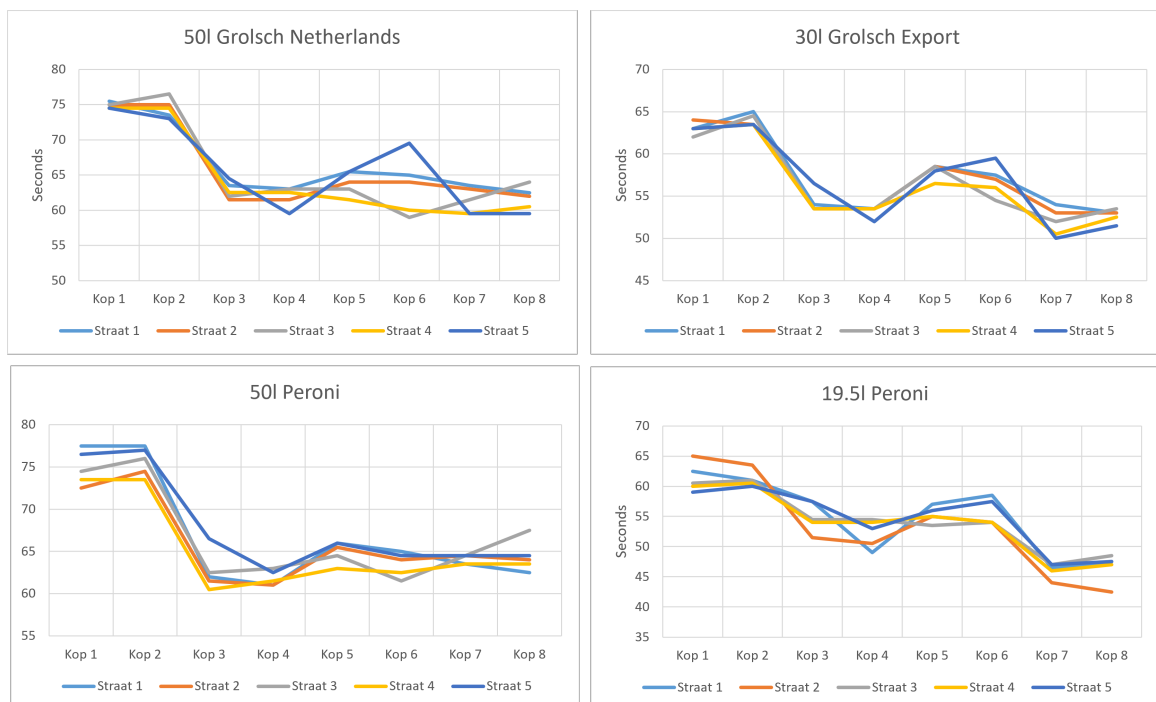 50l Grolsch Netherlands
80
75
70
65
60
55
50
Seconds
Kop 1 Kop 2 Kop 3 Kop 4 Kop 5 Kop 6 Kop 7 Kop 8
Straat 1 Straat 2 Straat 3 Straat 4 Straat 5
30l Grolsch Export
70
65
60
55
50
45
Seconds
Kop 1 Kop 2 Kop 3 Kop 4 Kop 5 Kop 6 Kop 7 Kop 8
Straat 1 Straat 2 Straat 3 Straat 4 Straat 5
50l Peroni
80
75
70
65
60
55
Kop 1 Kop 2 Kop 3 Kop 4 Kop 5 Kop 6 Kop 7 Kop 8
Straat 1 Straat 2 Straat 3 Straat 4 Straat 5
19.5l Peroni
70
65
60
55
50
45
40
35
Seconds
Kop 1 Kop 2 Kop 3 Kop 4 Kop 5 Kop 6 Kop 7 Kop 8
Straat 1 Straat 2 Straat 3 Straat 4 Straat 5